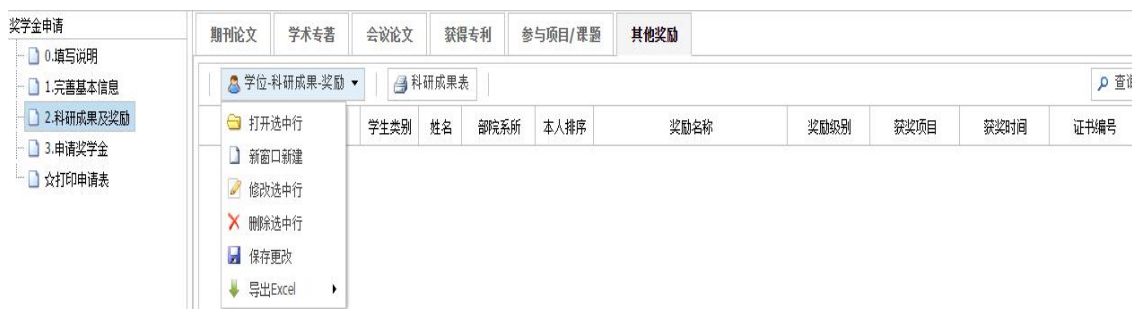 奖学金申请
0.填写说明
1.完善基本信息
2.科研成果及奖励
3.申请奖学金
☆打印申请表
期刊论文 学术专著 会议论文 获得专利 参与项目/课题 其他奖励
学位-科研成果-奖励 科研成果表
学生类别 姓名 部院系所 本人排序 奖励名称 奖励级别 获奖项目 获奖时间 证书编号
打开选中行
新窗口新建
修改选中行
删除选中行
保存更改
导出Excel